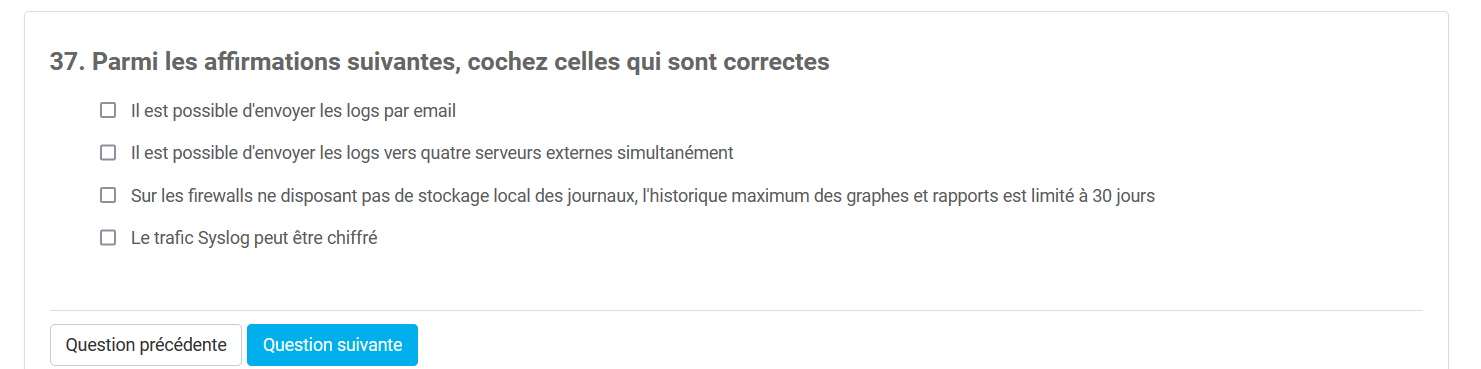 37. Parmi les affirmations suivantes, cochez celles qui sont correctes
Il est possible d'envoyer les logs par email
Il est possible d'envoyer les logs vers quatre serveurs externes simultanément
Sur les firewalls ne disposant pas de stockage local des journaux, l'historique maximum des graphes et rapports est limité à 30 jours
Le trafic Syslog peut être chiffré
Question précédente
Question suivante